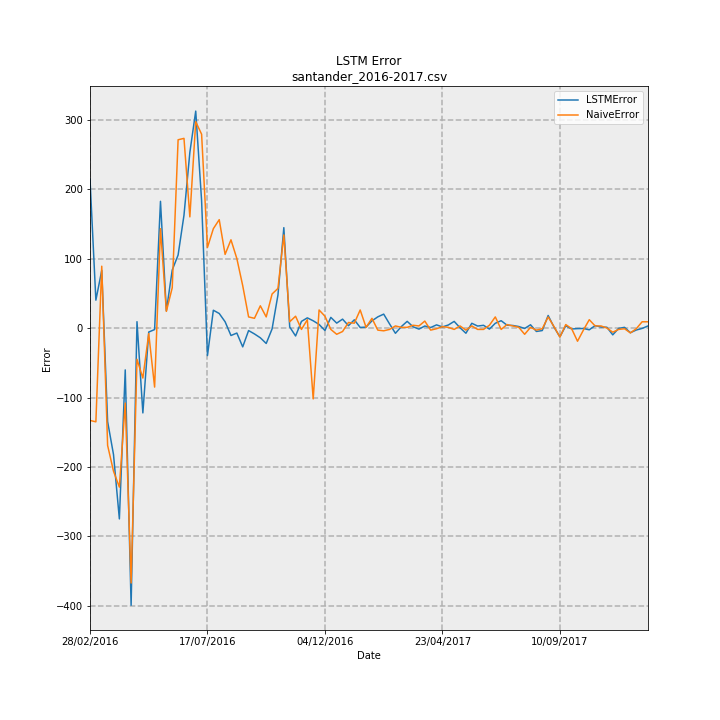 LSTM Error
santander_2016-2017.csv
LSTMError
NaiveError
300
200
100
0
−100
−200
−300
−400
Error
28/02/2016
17/07/2016
04/12/2016
23/04/2017
10/09/2017
Date